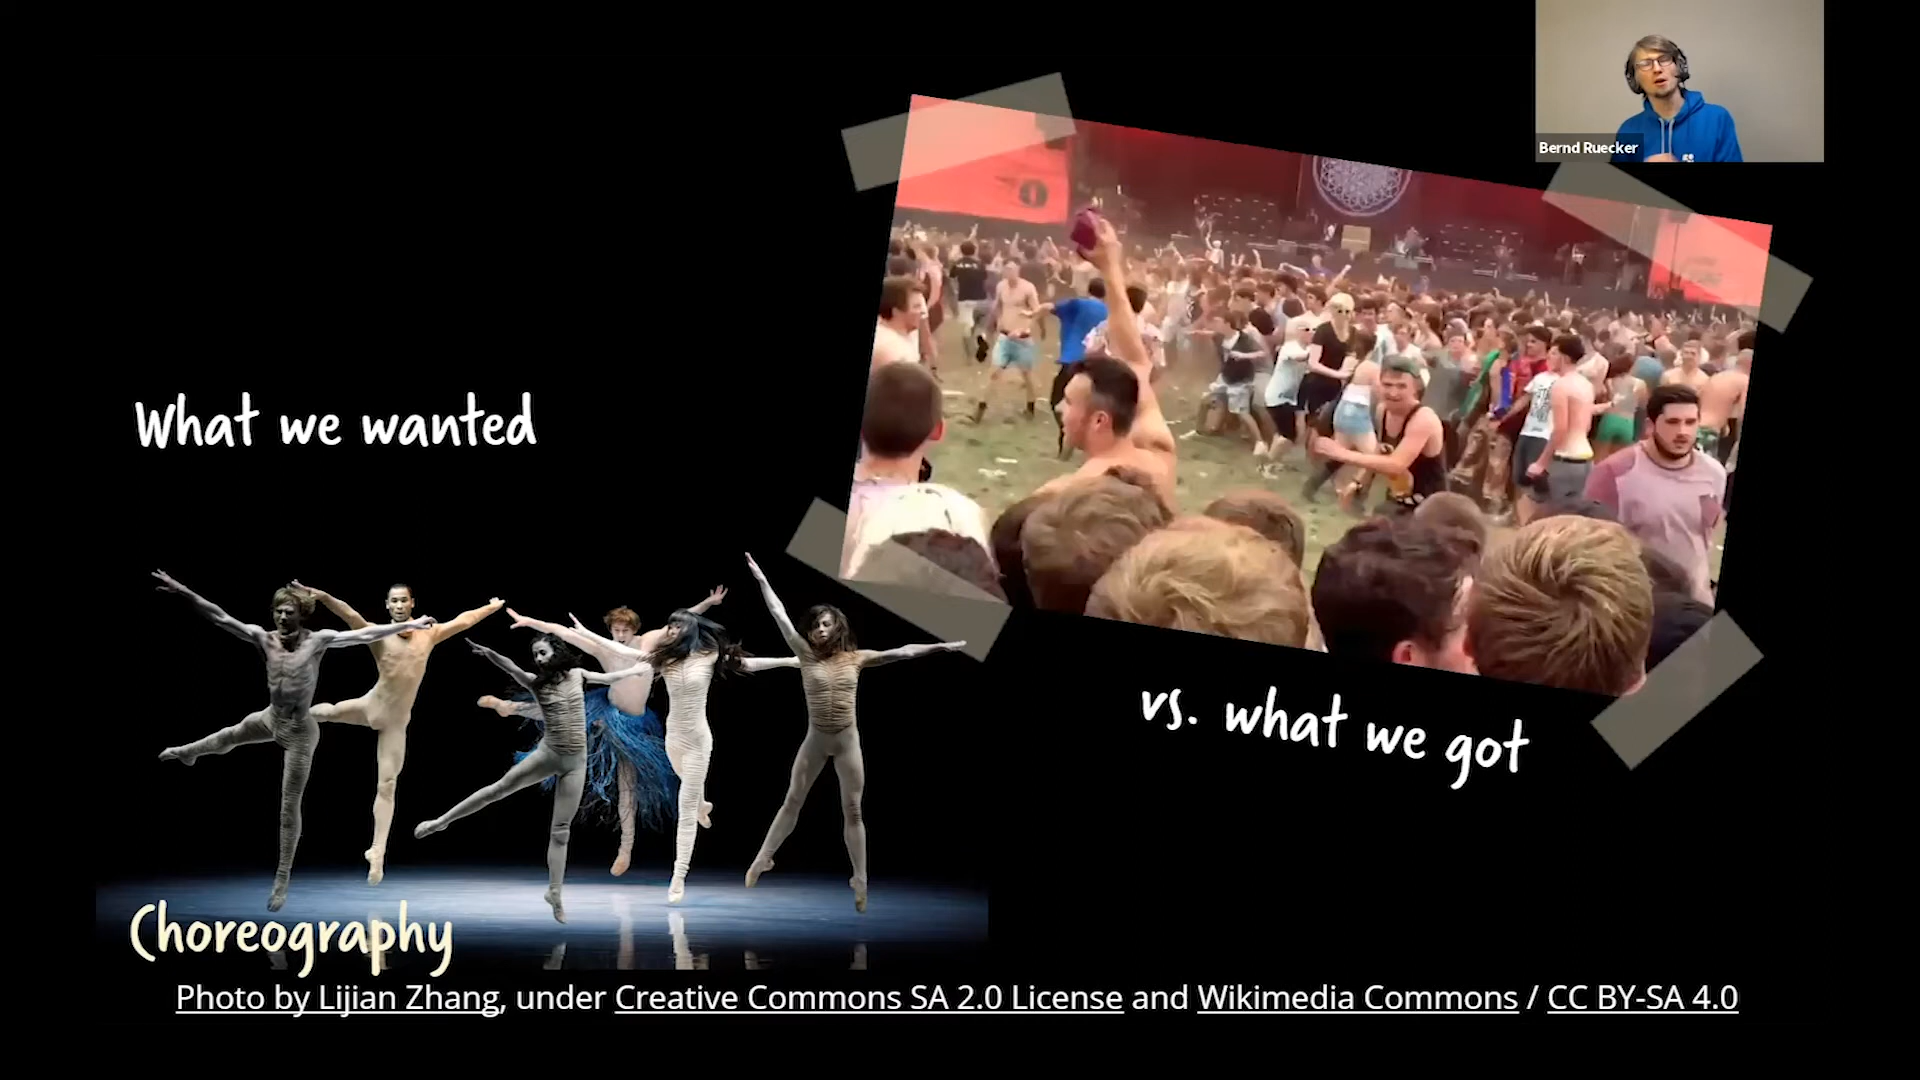 Bernd Ruecker
What we wanted
vs. what we got
Choreography
Photo by Lijian Zhang, under Creative Commons SA 2.0 License and Wikimedia Commons / CC BY-SA 4.0